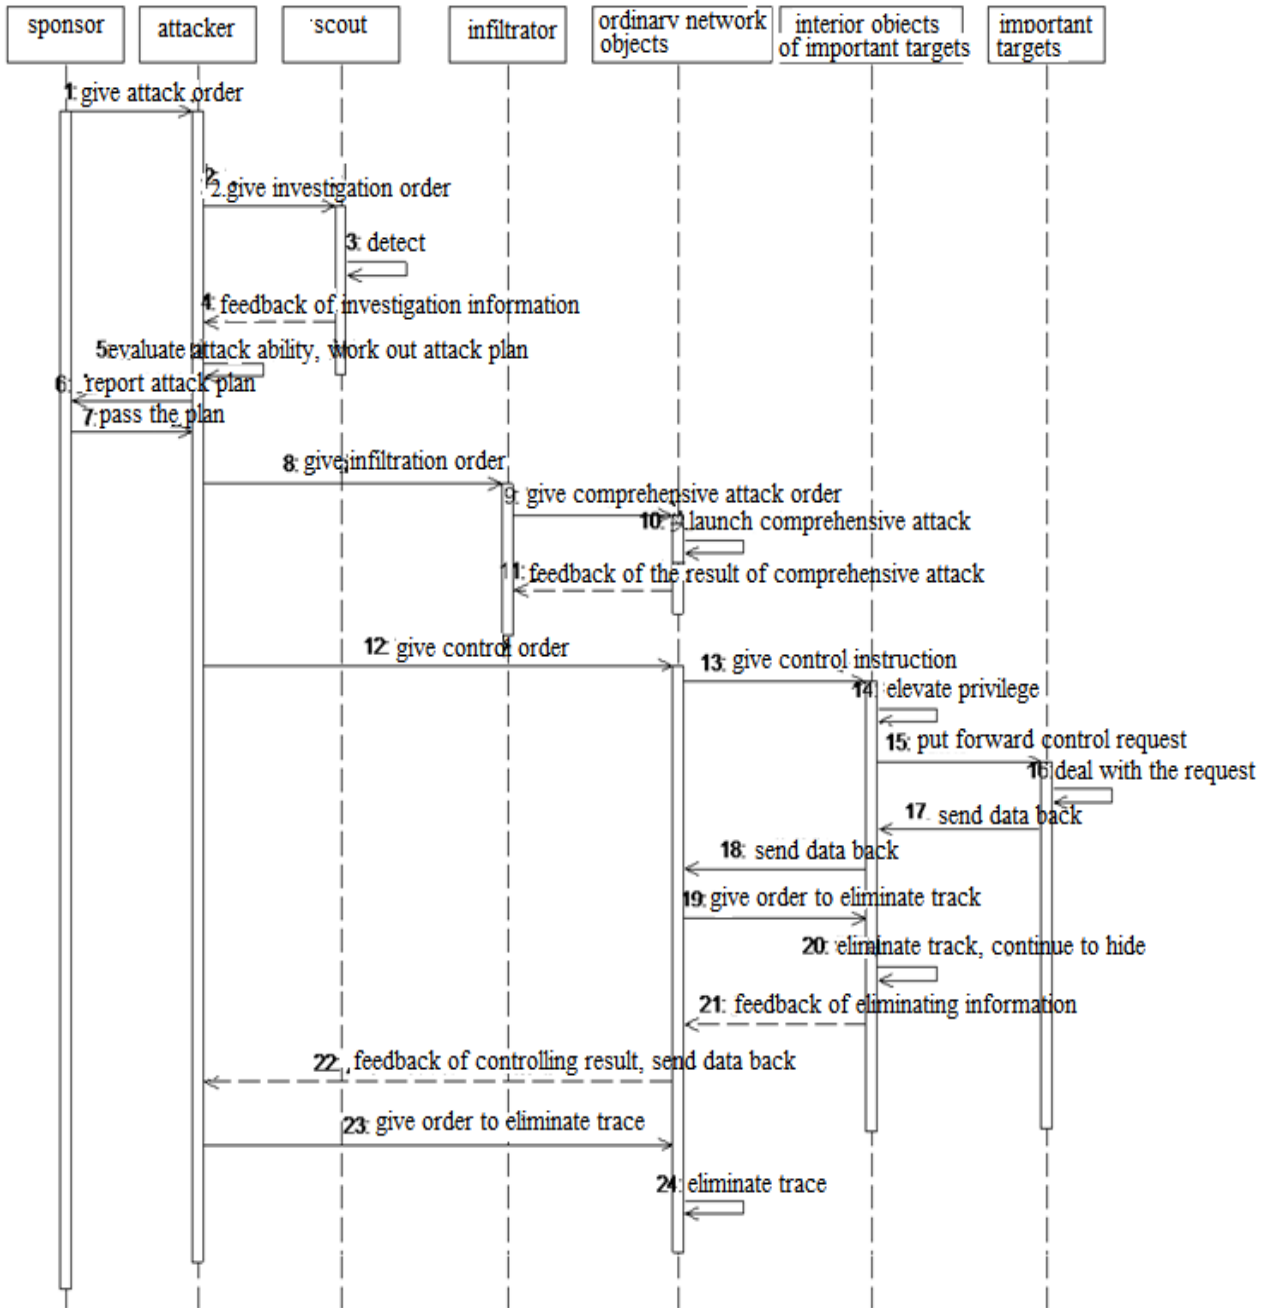 sponsor
attacker
scout
infiltrator
ordinary network
objects
interior objects
of important targets
important
targets
1: give attack order
2:
2.give investigation order
3: detect
4: feedback of investigation information
5evaluate attack ability, work out attack plan
6: report attack plan
7: pass the plan
8: give infiltration order
9: give comprehensive attack order
10: launch comprehensive attack
11: feedback of the result of comprehensive attack
12: give control order
13: give control instruction
14: elevate privilege
15: put forward control request
16:deal with the request
17. send data back
18: send data back
19: give order to eliminate track
20: eliminate track, continue to hide
21: feedback of eliminating information
22: feedback of controlling result, send data back
23: give order to eliminate trace
24: eliminate trace